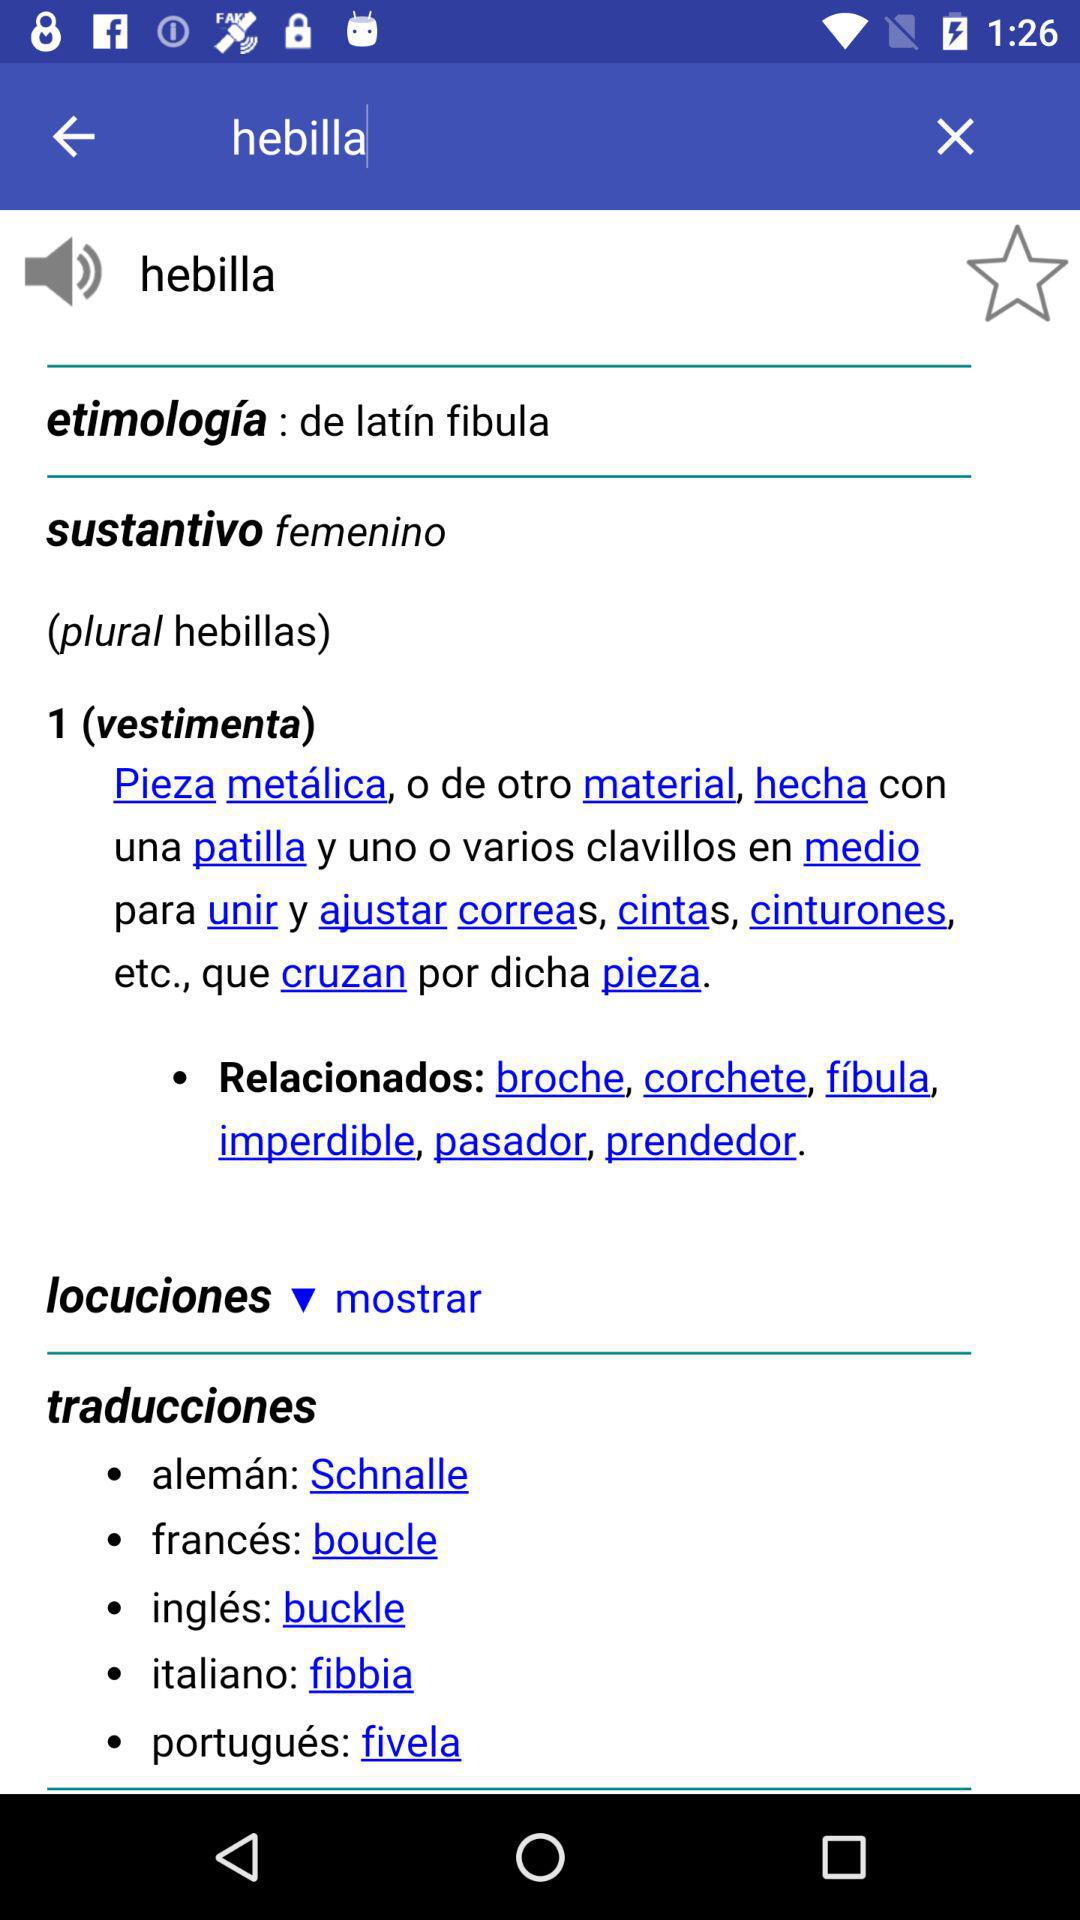 FAKE
1:26
hebilla
hebilla
etimología : de latín fibula
sustantivo femenino
(plural hebillas)
1 (vestimenta)
Pieza metálica, o de otro material, hecha con
una patilla y uno o varios clavillos en medio
para unir y ajustar correas, cintas, cinturones,
etc., que cruzan por dicha pieza.
• Relacionados: broche, corchete, fíbula,
imperdible, pasador, prendedor.
locuciones ▼ mostrar
traducciones
• alemán: Schnalle
• francés: boucle
• inglés: buckle
• italiano: fibbia
• portugués: fivela